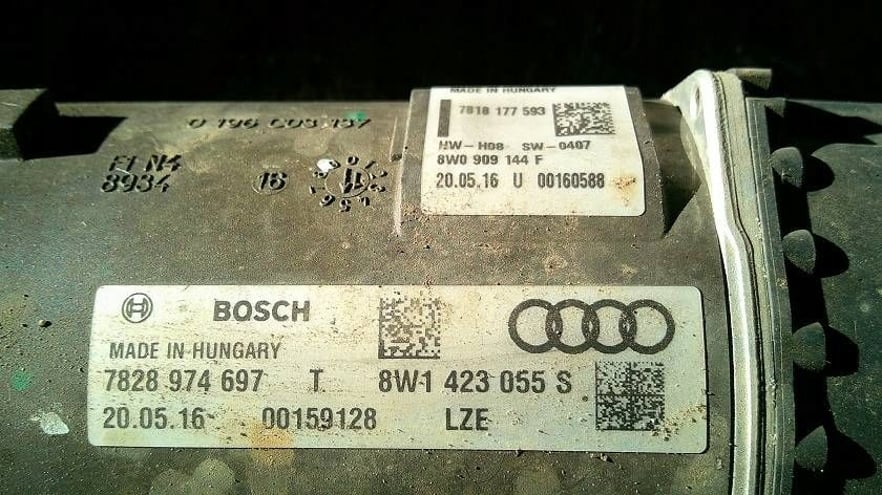 MADE IN HUNGARY
7818 177 593
HW-H08 SW-0407
8W0 909 144 F
20.05.16 U 00160588
0 196 C03 137
8934
16
BOSCH
MADE IN HUNGARY
7828 974 697 T 8W1 423 055 S
20.05.16 00159128 LZE